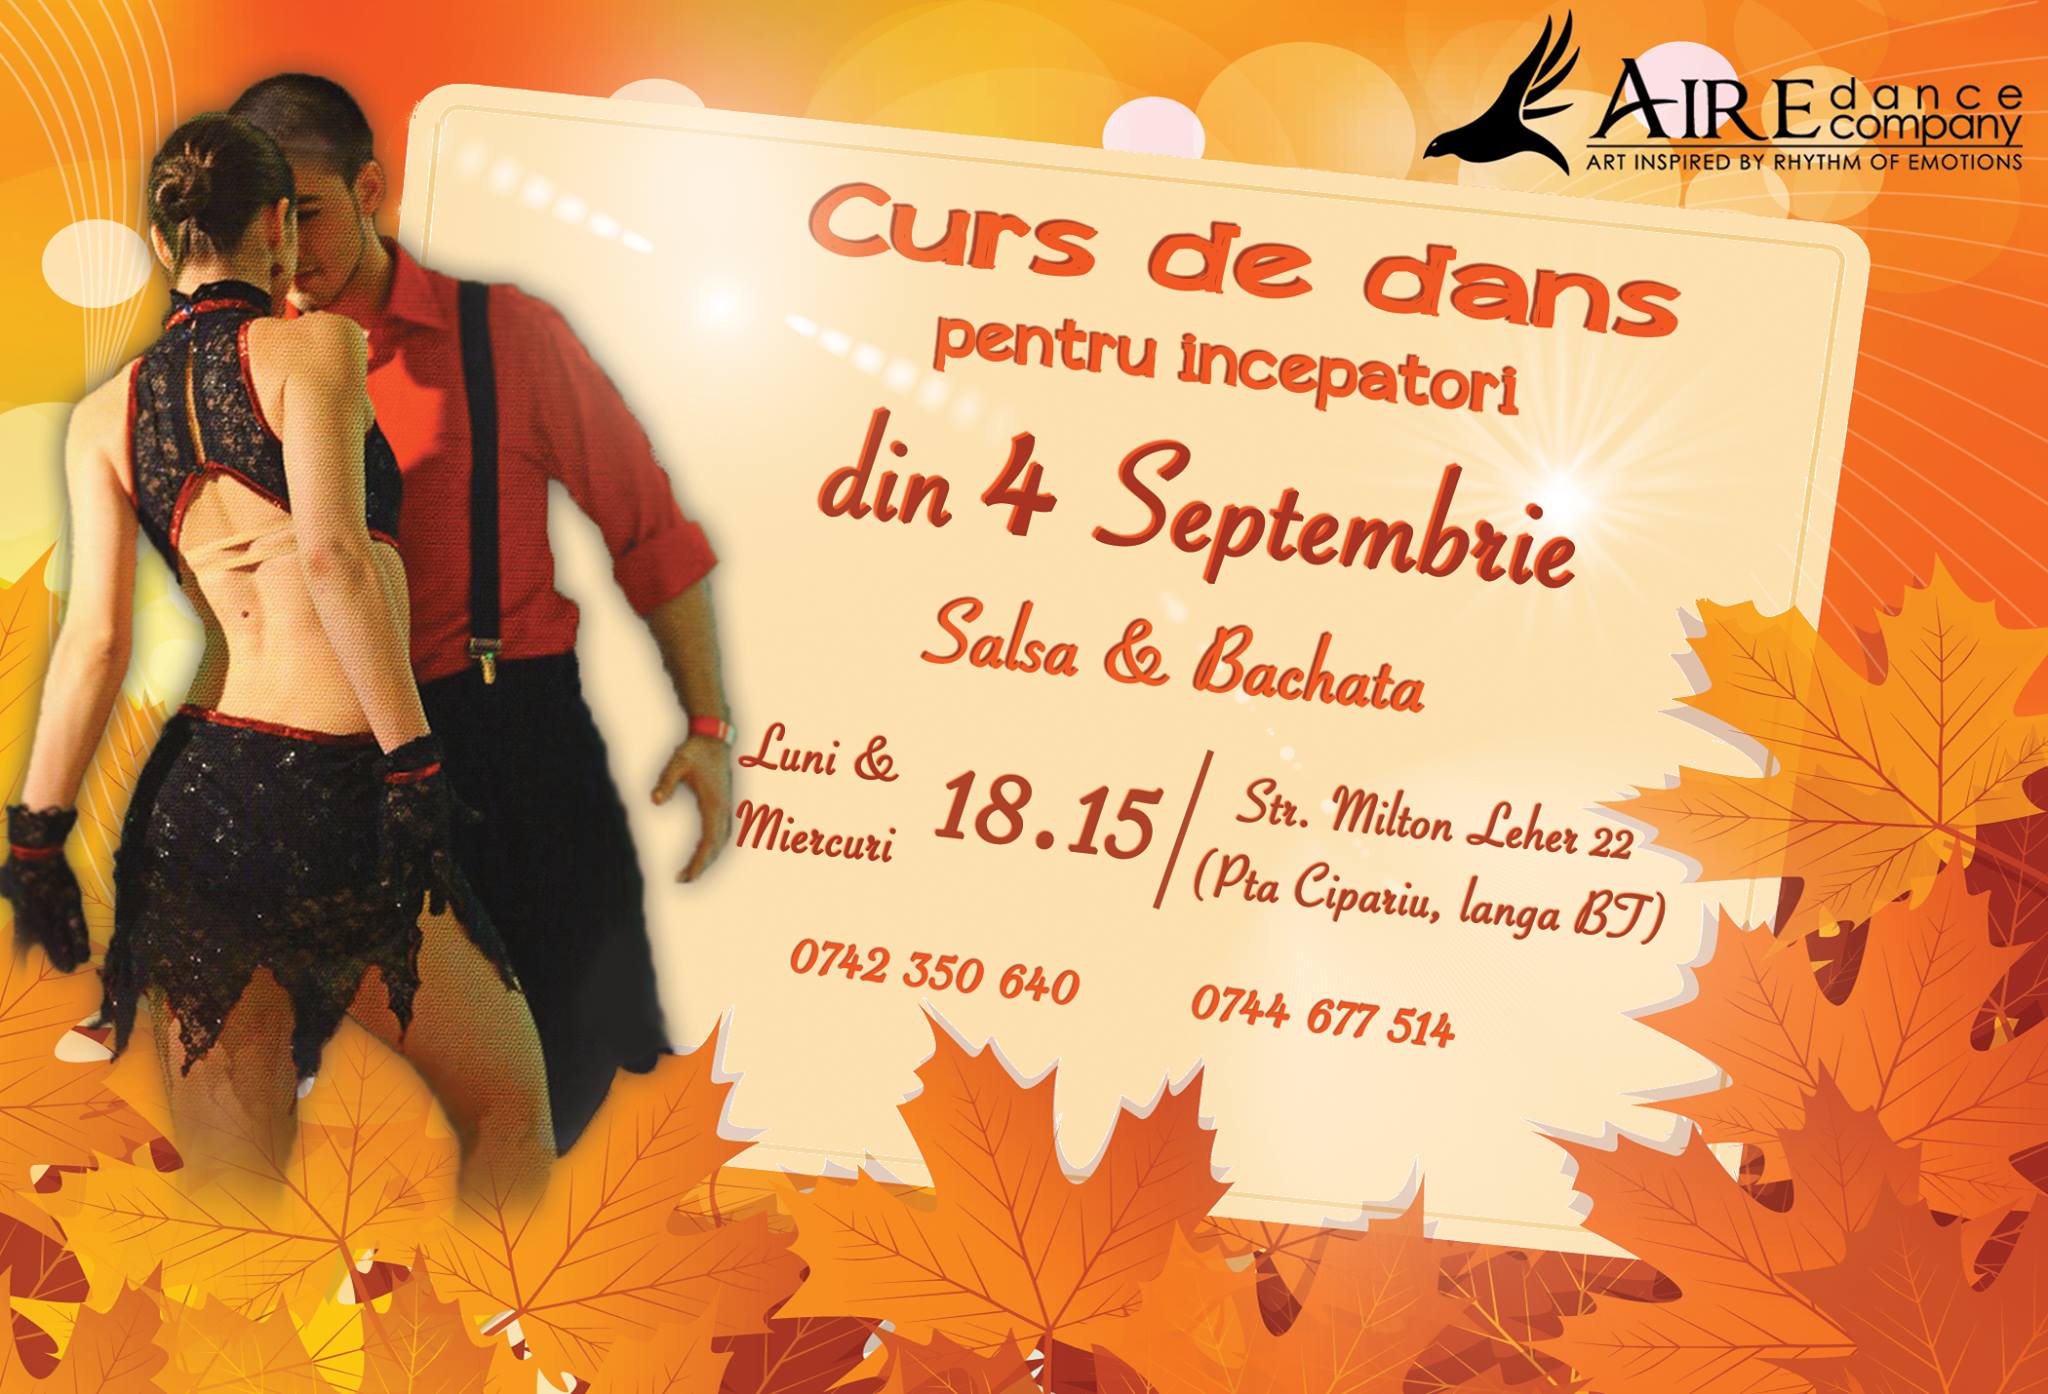 AIRE dance company
ART INSPIRED BY RHYTHM OF EMOTIONS
Curs de dans
pentru incepatori
din 4 Septembrie
Salsa & Bachata
Luni &
Miercuri
18.15
Str. Milton Leher 22
(Pta Cipariu, langa BT)
0742 350 640
0744 677 514